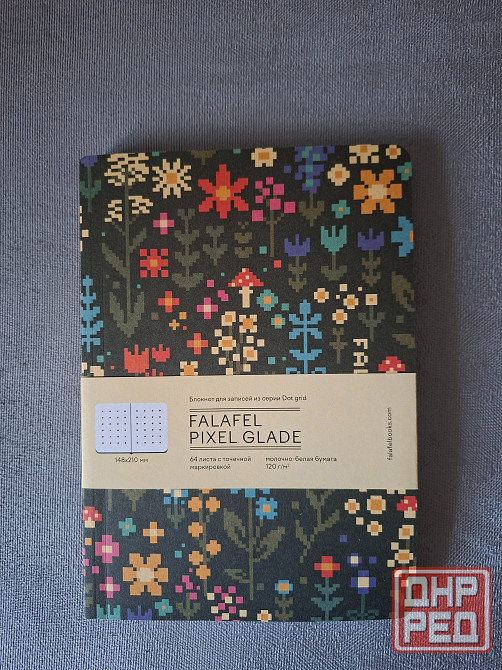 FA
Блокнот для записей из серии Dot grid
FALAFEL
PIXEL GLADE
148x210 мм
64 листа с точечной
маркировкой
молочно-белая бумага
120 г/м²
falafelbooks.com
ДНР
РЕД